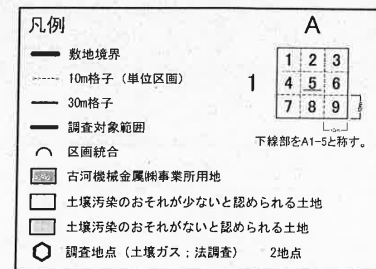 凡例
敷地境界
10m格子（単位区画）
30m格子
調査対象範囲
区画統合
古河機械金属㈱事業所用地
土壌汚染のおそれが少ないと認められる土地
土壌汚染のおそれがないと認められる土地
調査地点（土壌ガス；法調査） 2地点
A
1
1 2 3
4 5 6
7 8 9
下線部をA1-5と称す。